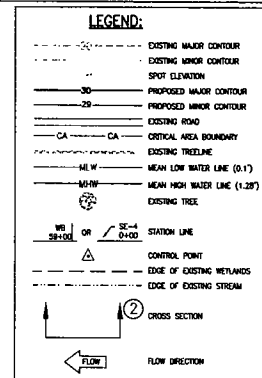 LEGEND:
EXISTING MAJOR CONTOUR
EXISTING MINOR CONTOUR
SPOT ELEVATION
30 PROPOSED MAJOR CONTOUR
29 PROPOSED MINOR CONTOUR
EXISTING ROAD
CA CA CRITICAL AREA BOUNDARY
EXISTING TREELINE
MLW MEAN LOW WATER LINE (0.1')
MHW MEAN HIGH WATER LINE (1.28')
EXISTING TREE
WB 59+00 OR SE-4 0+00 STATION LINE
CONTROL POINT
EDGE OF EXISTING WETLANDS
EDGE OF EXISTING STREAM
2 CROSS SECTION
FLOW FLOW DIRECTION